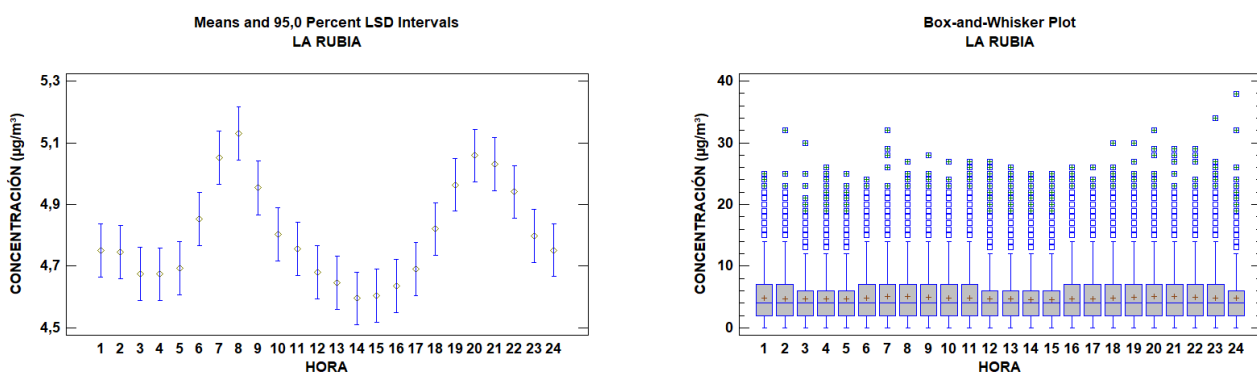 Means and 95,0 Percent LSD Intervals
LA RUBIA
CONCENTRACIÓN (µg/m³)
5,3
5,1
4,9
4,7
4,5
1 2 3 4 5 6 7 8 9 10 11 12 13 14 15 16 17 18 19 20 21 22 23 24
HORA
Box-and-Whisker Plot
LA RUBIA
CONCENTRACIÓN (µg/m³)
40
30
20
10
0
1 2 3 4 5 6 7 8 9 10 11 12 13 14 15 16 17 18 19 20 21 22 23 24
HORA